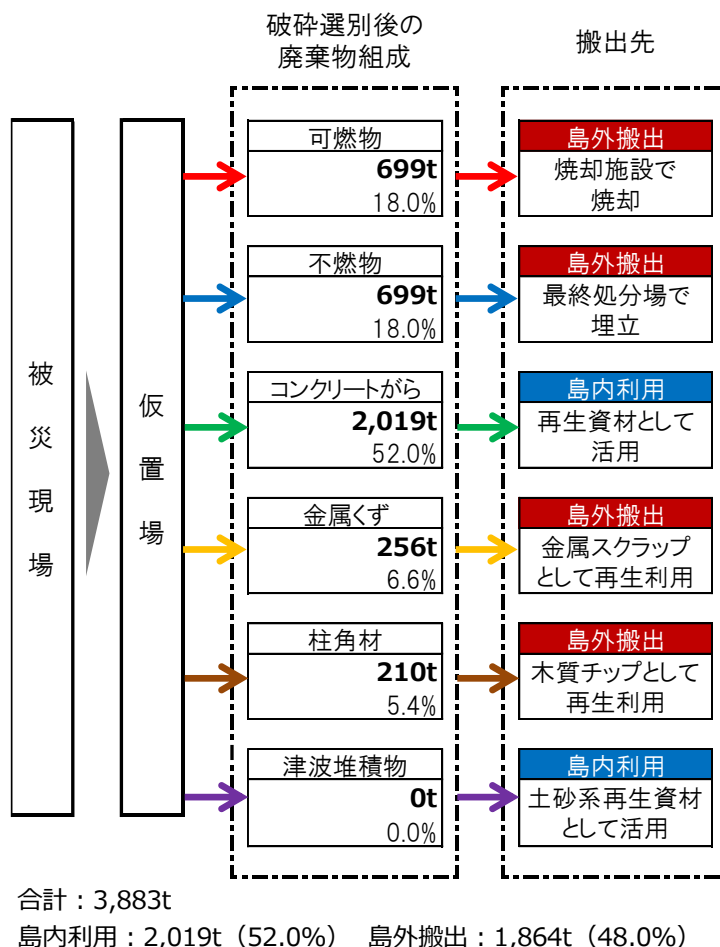 破砕選別後の
廃棄物組成
搬出先
被災現場
仮置場
可燃物
699t
18.0%
島外搬出
焼却施設で
焼却
不燃物
699t
18.0%
島外搬出
最終処分場で
埋立
コンクリートがら
2,019t
52.0%
島内利用
再生資材として
活用
金属くず
256t
6.6%
島外搬出
金属スクラップ
として再生利用
柱角材
210t
5.4%
島外搬出
木質チップとして
再生利用
津波堆積物
0t
0.0%
島内利用
土砂系再生資材
として活用
合計：3,883t
島内利用：2,019t（52.0%） 島外搬出：1,864t（48.0%）